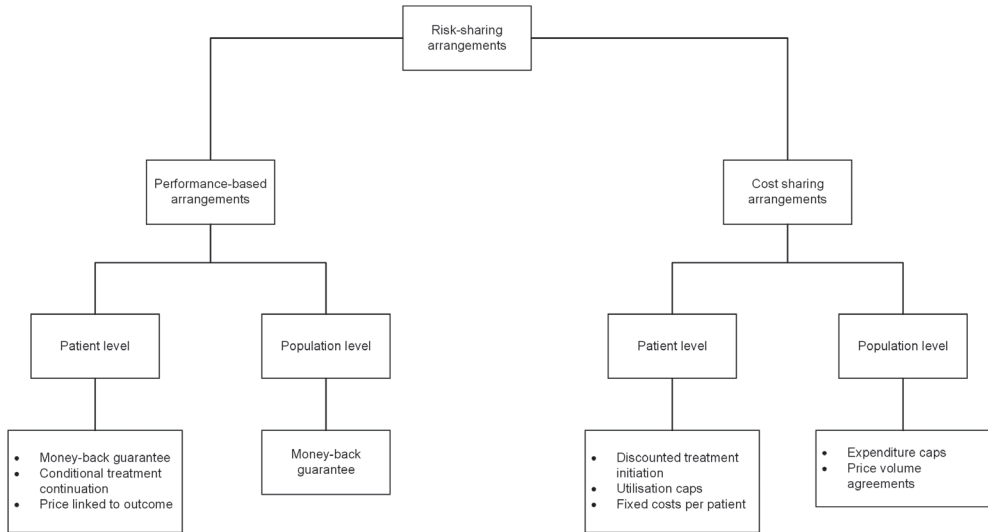 Risk-sharing
arrangements
Performance-based
arrangements
Cost sharing
arrangements
Patient level
Population level
Patient level
Population level
• Money-back guarantee
• Conditional treatment
continuation
• Price linked to outcome
Money-back
guarantee
• Discounted treatment
initiation
• Utilisation caps
• Fixed costs per patient
• Expenditure caps
• Price volume
agreements